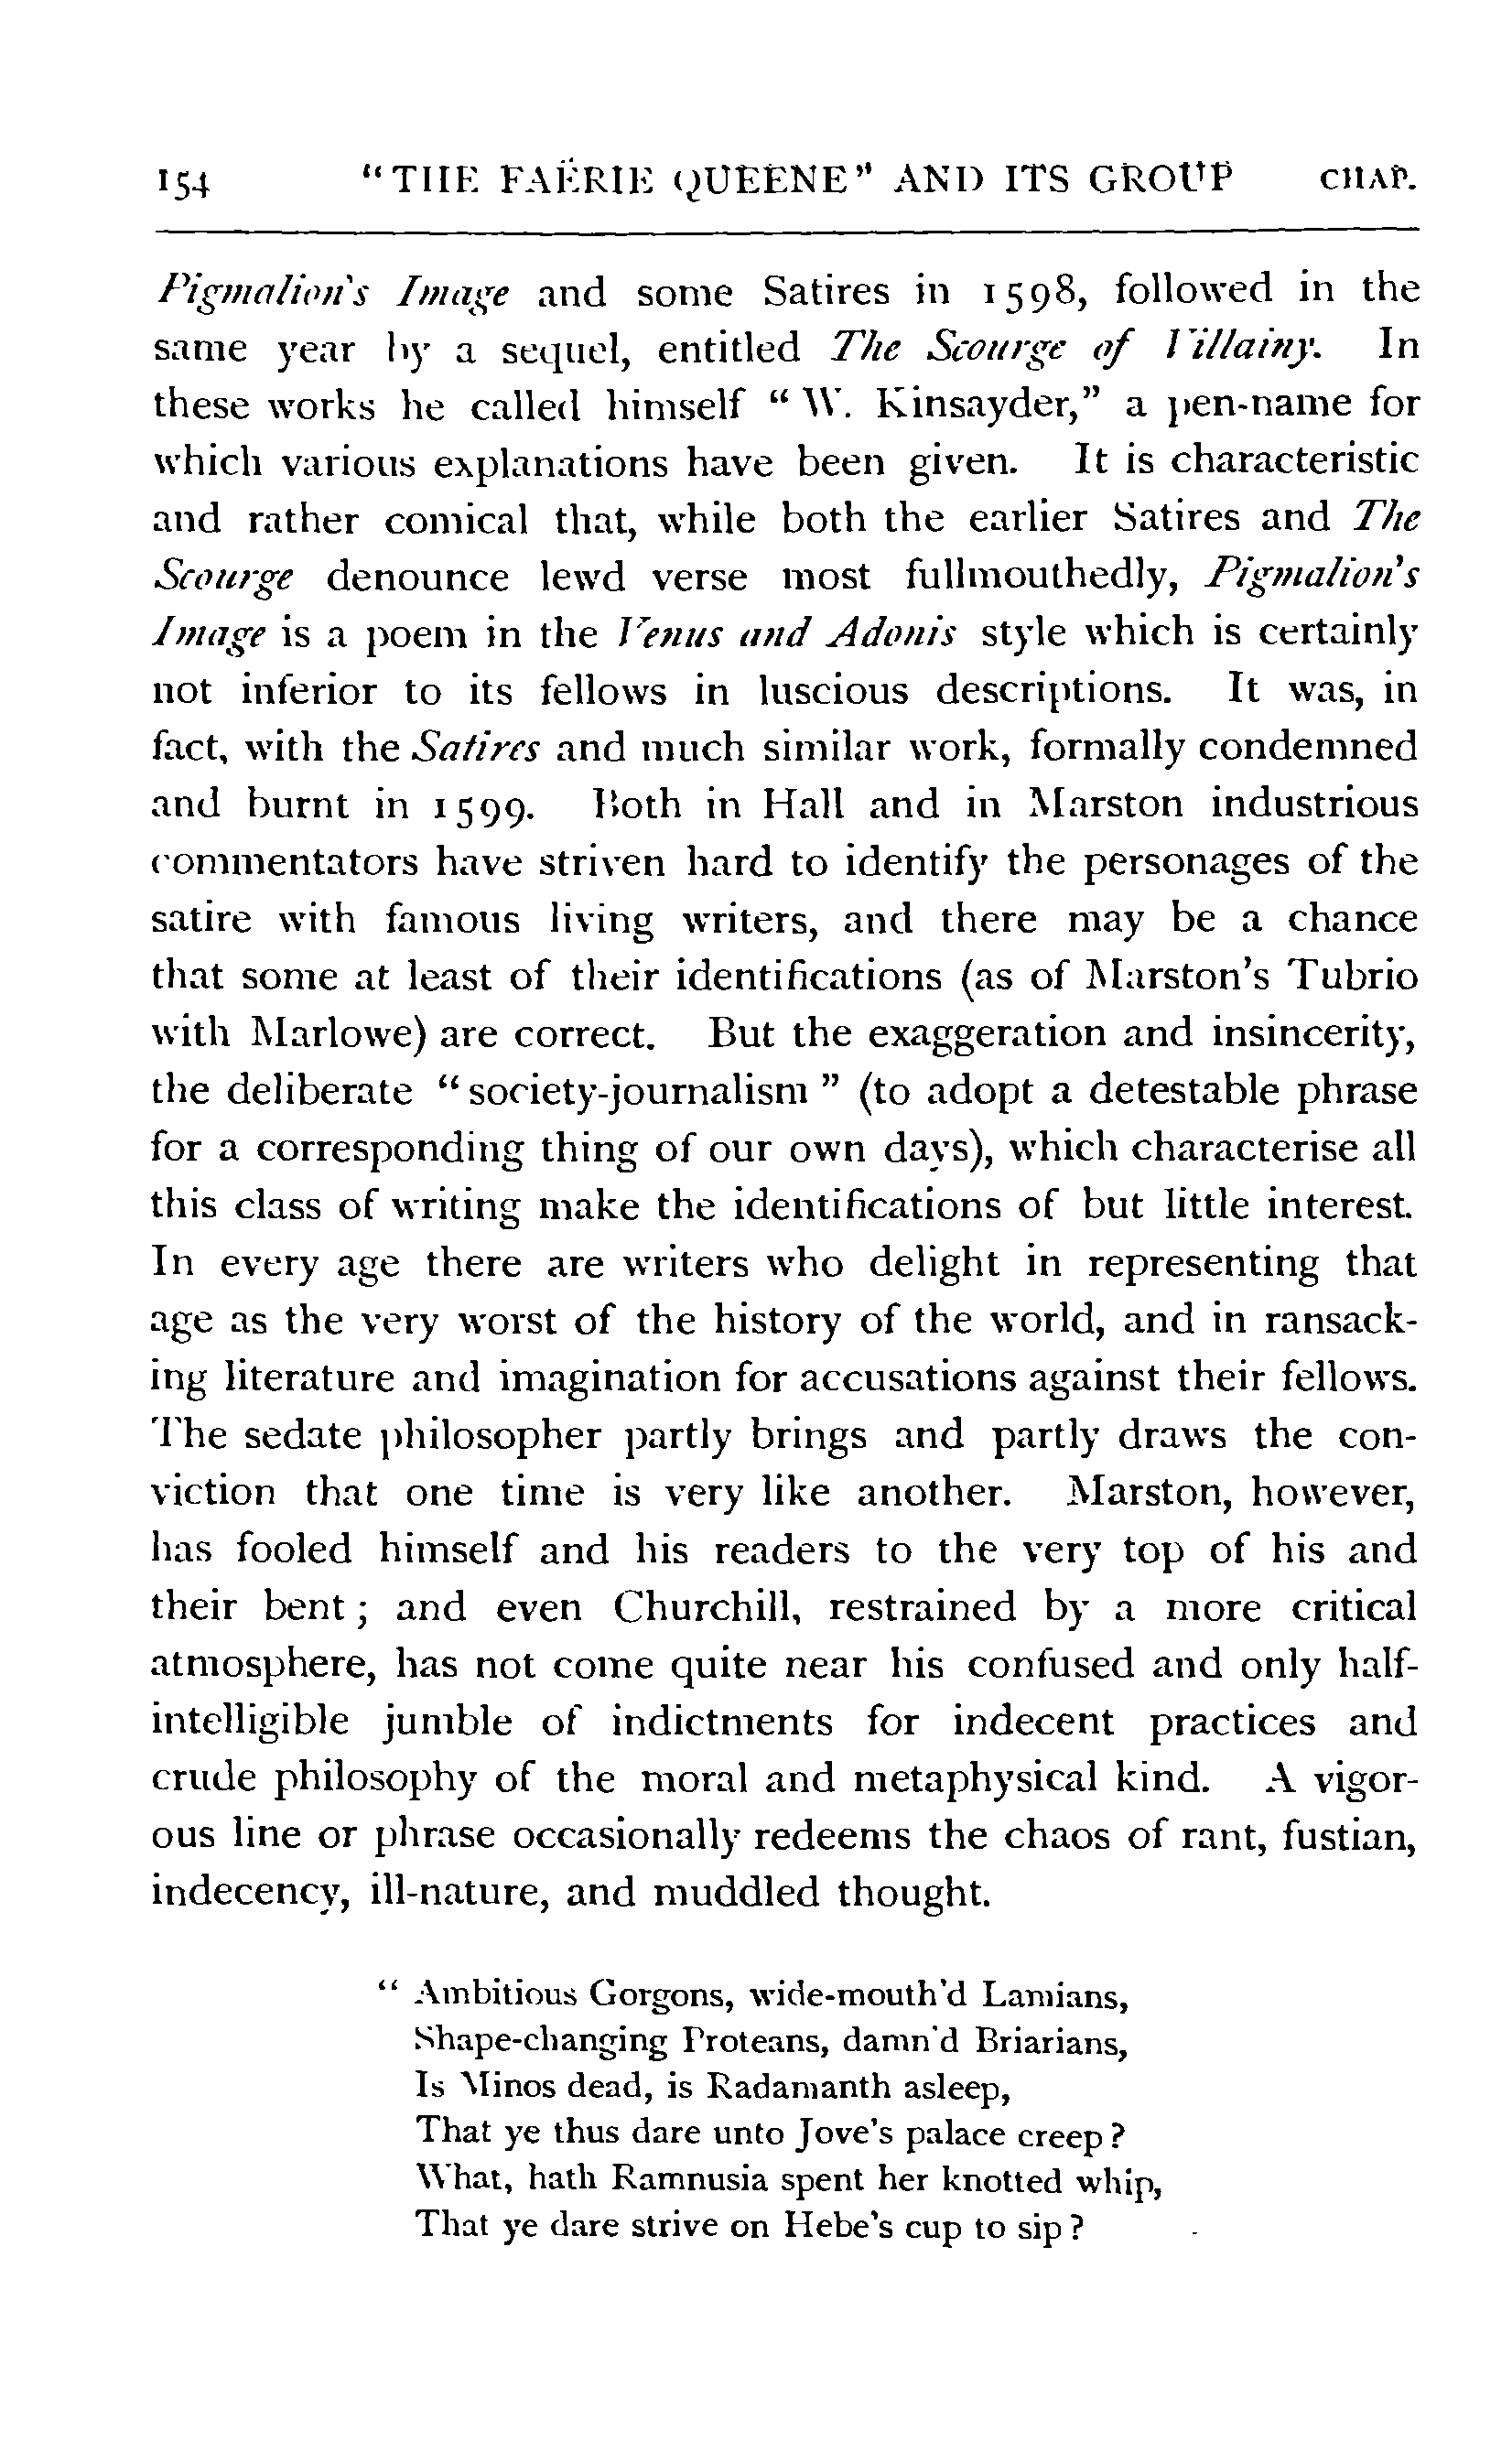 154 "THE FAËRIE QUEENE" AND ITS GROUP CHAP.
Pigmalion's Image and some Satires in 1598, followed in the
same year by a sequel, entitled The Scourge of Villainy. In
these works he called himself "W. Kinsayder," a pen-name for
which various explanations have been given. It is characteristic
and rather comical that, while both the earlier Satires and The
Scourge denounce lewd verse most fullmouthedly, Pigmalion's
Image is a poem in the Venus and Adonis style which is certainly
not inferior to its fellows in luscious descriptions. It was, in
fact, with the Satires and much similar work, formally condemned
and burnt in 1599. Both in Hall and in Marston industrious
commentators have striven hard to identify the personages of the
satire with famous living writers, and there may be a chance
that some at least of their identifications (as of Marston's Tubrio
with Marlowe) are correct. But the exaggeration and insincerity,
the deliberate "society-journalism" (to adopt a detestable phrase
for a corresponding thing of our own days), which characterise all
this class of writing make the identifications of but little interest.
In every age there are writers who delight in representing that
age as the very worst of the history of the world, and in ransack-
ing literature and imagination for accusations against their fellows.
The sedate philosopher partly brings and partly draws the con-
viction that one time is very like another. Marston, however,
has fooled himself and his readers to the very top of his and
their bent; and even Churchill, restrained by a more critical
atmosphere, has not come quite near his confused and only half-
intelligible jumble of indictments for indecent practices and
crude philosophy of the moral and metaphysical kind. A vigor-
ous line or phrase occasionally redeems the chaos of rant, fustian,
indecency, ill-nature, and muddled thought.
"Ambitious Gorgons, wide-mouth'd Lamians,
Shape-changing Proteans, damn'd Briarians,
Is Minos dead, is Radamanth asleep,
That ye thus dare unto Jove's palace creep?
What, hath Ramnusia spent her knotted whip,
That ye dare strive on Hebe's cup to sip?